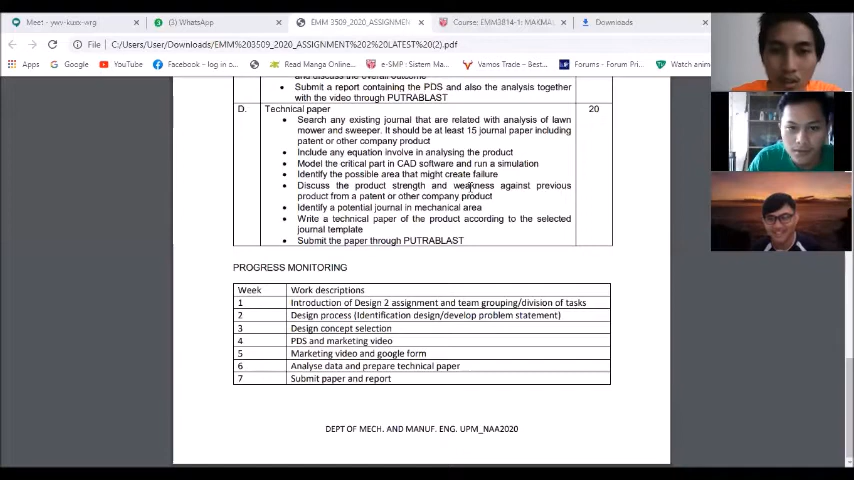 Meet - ywv-kuxx-wrg
(3) WhatsApp
EMM 3509_2020_ASSIGNMEN
Course: EMM3814-1: MAKMAL
Downloads
File
C:/Users/User/Downloads/EMM%203509_2020_ASSIGNMENT%202%20LATEST%20(2).pdf
Apps
Google
YouTube
Facebook – log in o...
e-SMP | Sistem Ma...
Read Manga Online...
Vamos Trade – Best...
Forums - Forum Pri...
Watch anim
and discuss the overall outcome
• Submit a report containing the PDS and also the analysis together
with the video through PUTRABLAST
D. Technical paper 20
• Search any existing journal that are related with analysis of lawn
mower and sweeper. It should be at least 15 journal paper including
patent or other company product
• Include any equation involve in analysing the product
• Model the critical part in CAD software and run a simulation
• Identify the possible area that might create failure
• Discuss the product strength and weakness against previous
product from a patent or other company product
• Identify a potential journal in mechanical area
• Write a technical paper of the product according to the selected
journal template
• Submit the paper through PUTRABLAST
PROGRESS MONITORING
Week Work descriptions
1 Introduction of Design 2 assignment and team grouping/division of tasks
2 Design process (Identification design/develop problem statement)
3 Design concept selection
4 PDS and marketing video
5 Marketing video and google form
6 Analyse data and prepare technical paper
7 Submit paper and report
DEPT OF MECH. AND MANUF. ENG. UPM_NAA2020